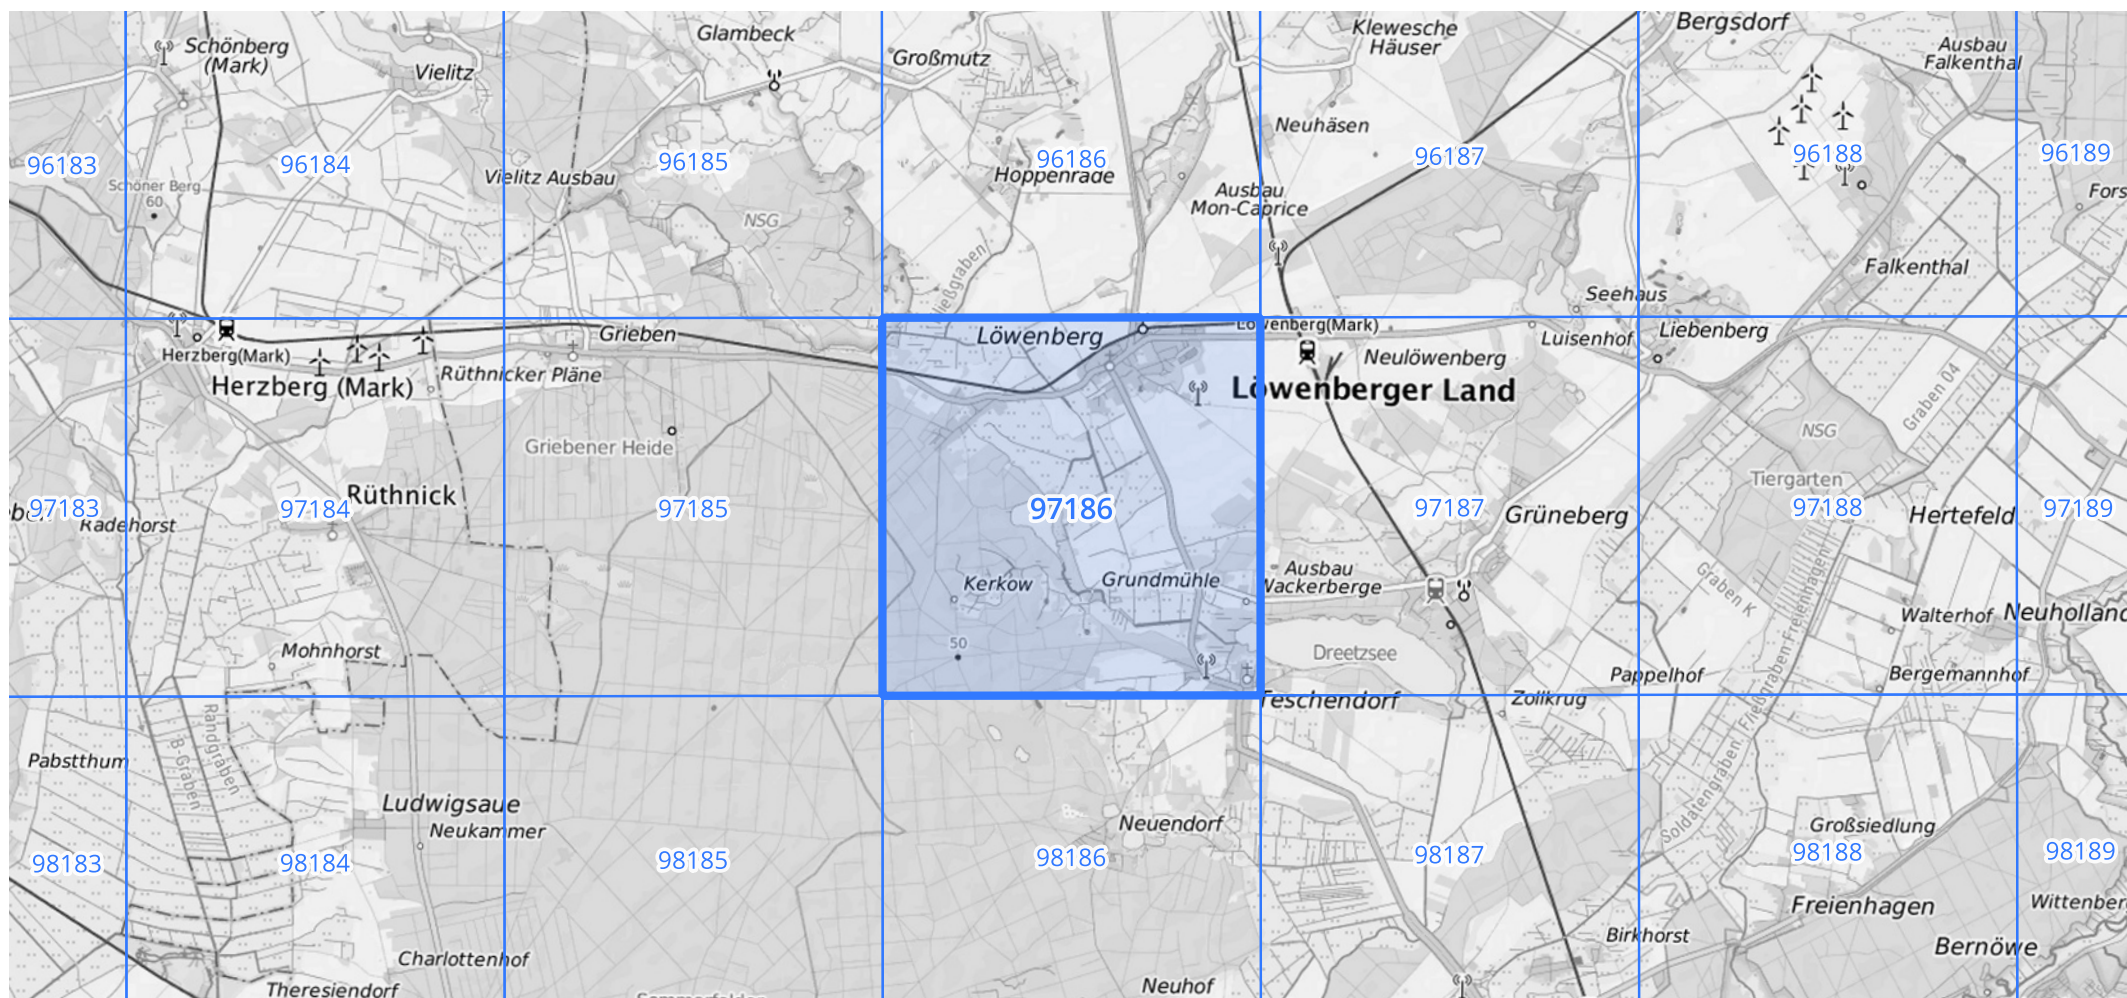 Schönberg
(Mark)
Vielitz
Glambeck
Großmutz
Klewesche
Häuser
Bergsdorf
Ausbau
Falkenthal
Neuhäsen
96183
96184
96185
96186
96187
96188
96189
Schöner Berg
60
Vielitz Ausbau
Hoppenrade
Ausbau
Mon-Caprice
NSG
Falkenthal
Seehaus
Herzberg(Mark)
Herzberg (Mark)
Grieben
Rüthnicker Pläne
Löwenberg
Löwenberg(Mark)
Neulöwenberg
Löwenberger Land
Luisenhof
Liebenberg
Graben 04
NSG
Griebener Heide
Tiergarten
Rüthnick
97183
97184
97185
97186
97187
97188
97189
Radehorst
Grüneberg
Hertefeld
Kerkow
Grundmühle
Ausbau
Wackerberge
Graben K
Walterhof
Neuholland
Mohnhorst
50
Dreetzsee
Pappelhof
Bergemannhof
Teschendorf
Zollkrug
Soldatengraben, Fließgraben Freienhagen
Randgraben
B-Graben
Pabstthum
Ludwigsaue
Neukammer
Neuendorf
Großsiedlung
98183
98184
98185
98186
98187
98188
98189
Freienhagen
Birkhorst
Bernöwe
Charlottenhof
Theresiendorf
Neuhof